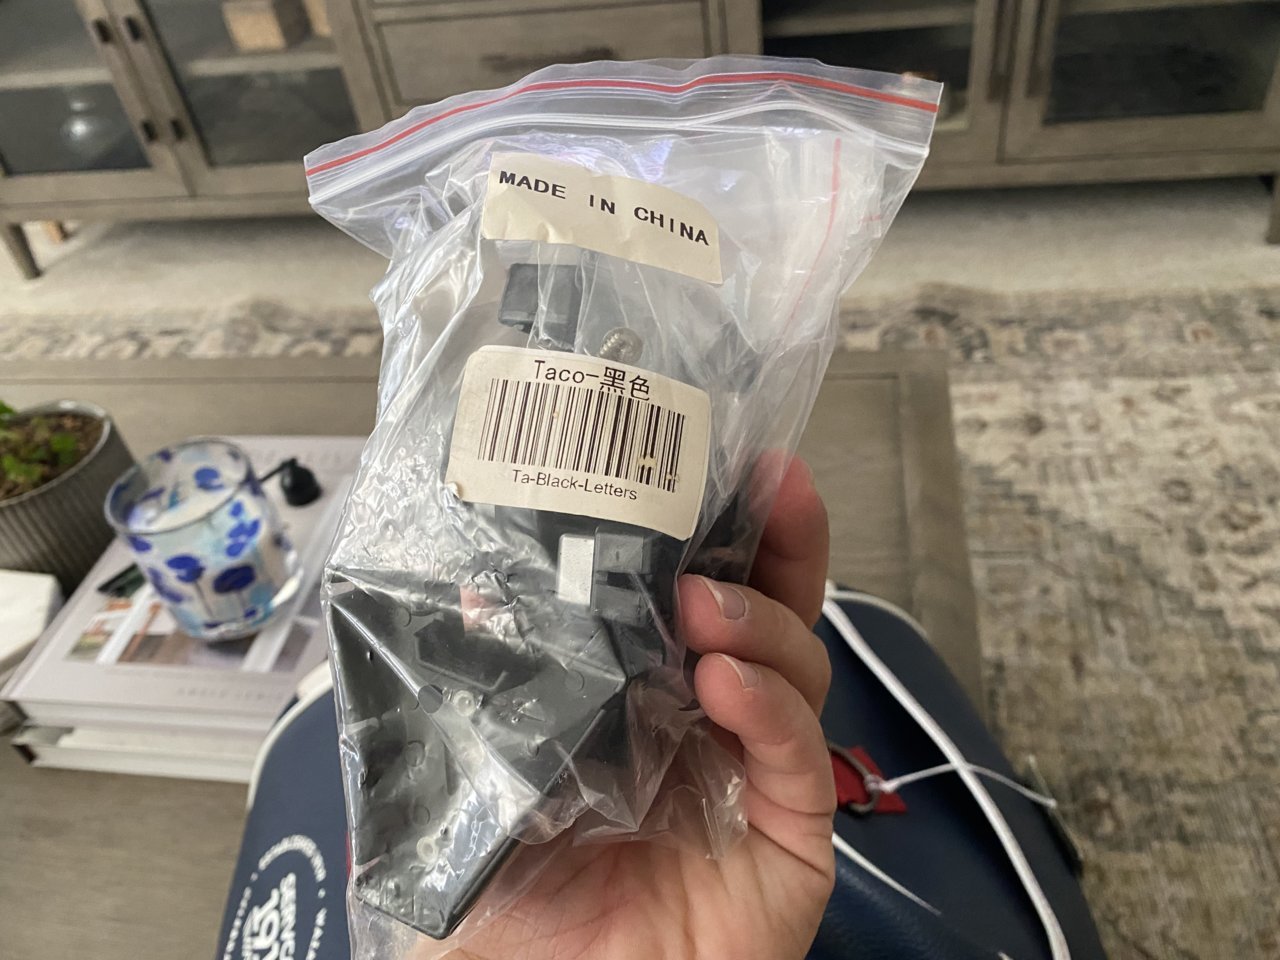 MADE IN CHINA
Taco-黑色
Ta-Black-Letters